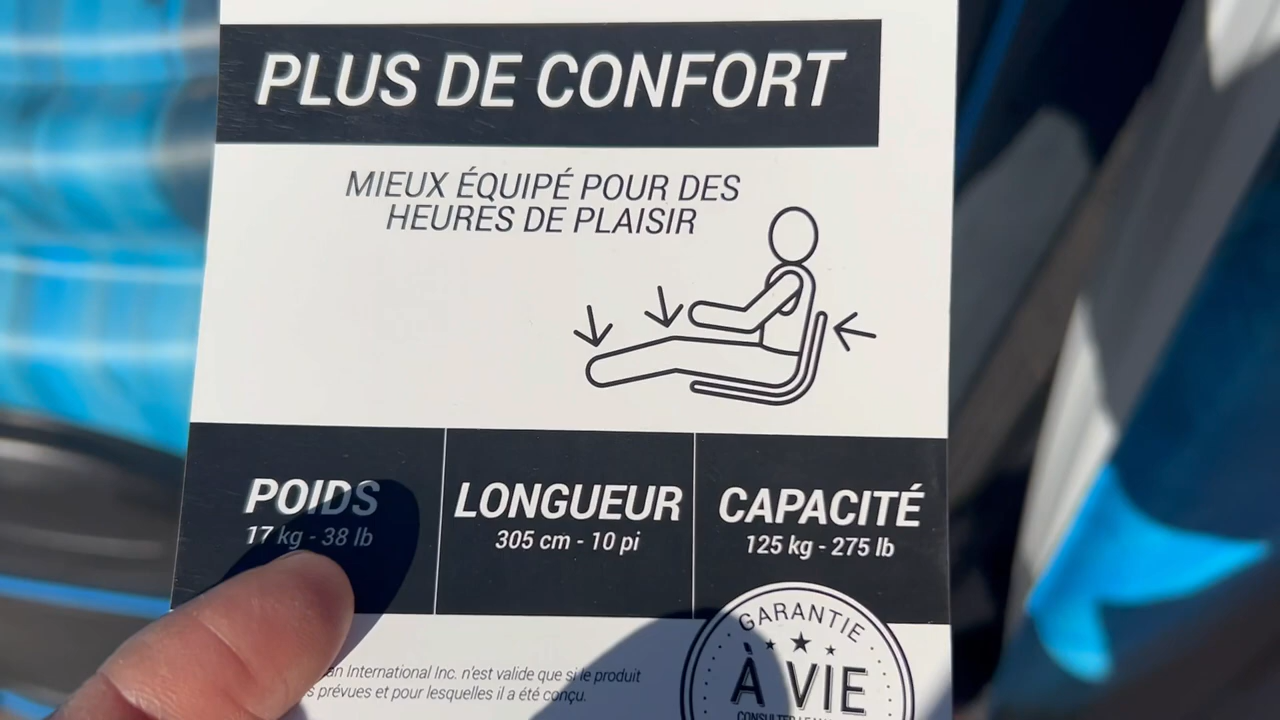 PLUS DE CONFORT
MIEUX ÉQUIPÉ POUR DES
HEURES DE PLAISIR
POIDS
17 kg - 38 lb
LONGUEUR
305 cm - 10 pi
CAPACITÉ
125 kg - 275 lb
GARANTIE
À VIE
International Inc. n'est valide que si le produit
prévues et pour lesquelles il a été conçu.